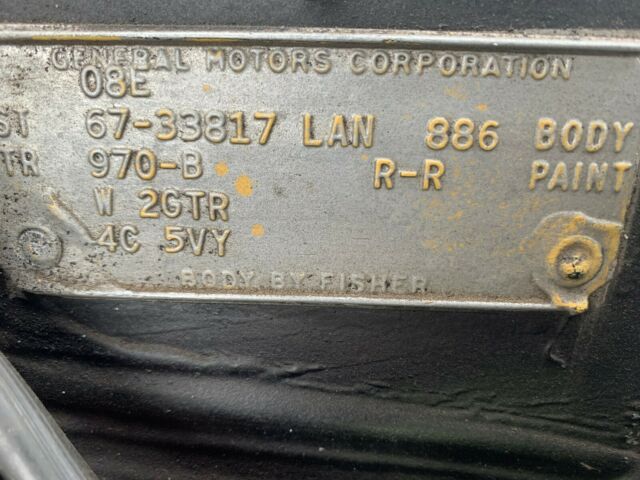 GENERAL MOTORS CORPORATION
08E
ST 67-33817 LAN 886 BODY
TR 970-B R-R PAINT
W 2GTR
4C 5VY
BODY BY FISHER